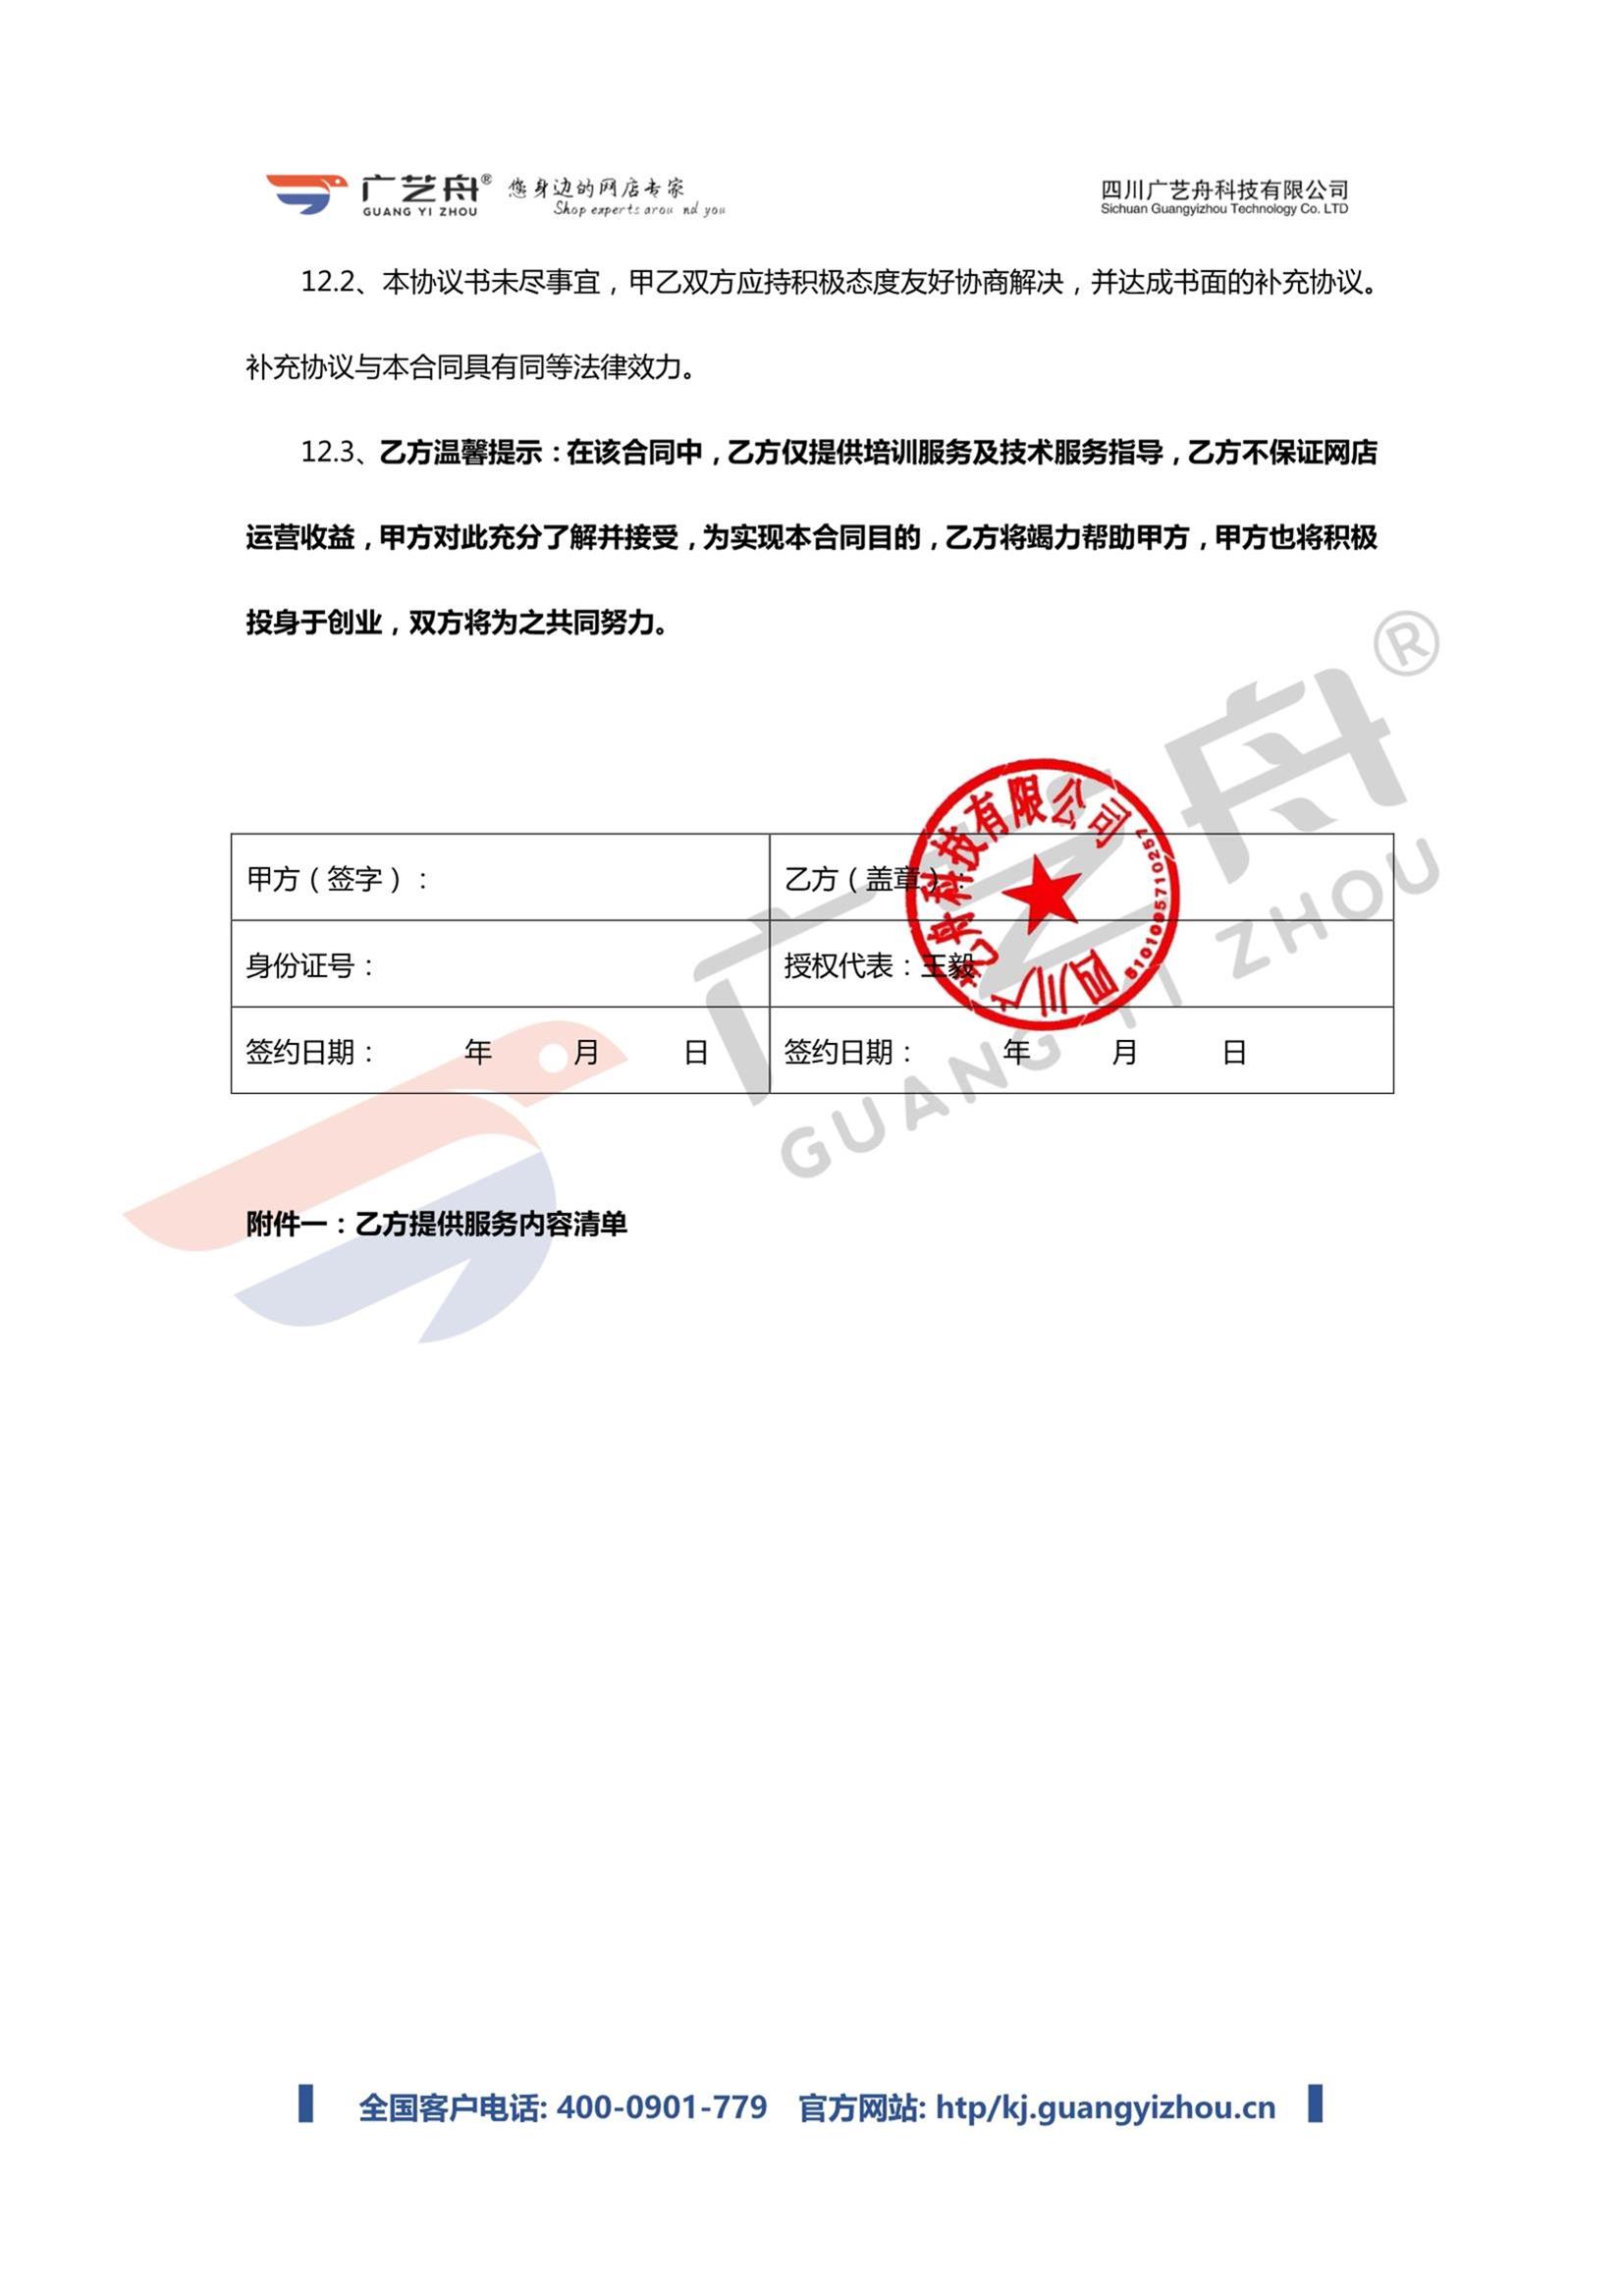 广艺舟® 您身边的网店专家 四川广艺舟科技有限公司
GUANG YI ZHOU Shop experts arou nd you Sichuan Guangyizhou Technology Co. LTD
12.2、本协议书未尽事宜，甲乙双方应持积极态度友好协商解决，并达成书面的补充协议。
补充协议与本合同具有同等法律效力。
12.3、乙方温馨提示：在该合同中，乙方仅提供培训服务及技术服务指导，乙方不保证网店
运营收益，甲方对此充分了解并接受，为实现本合同目的，乙方将竭力帮助甲方，甲方也将积极
投身于创业，双方将为之共同努力。
甲方（签字）： 乙方（盖章）：
身份证号： 授权代表：王毅
签约日期： 年 月 日 签约日期： 年 月 日
四川广艺舟科技有限公司
5101095710257
广艺舟®
GUANG YI ZHOU
附件一：乙方提供服务内容清单
全国客户电话: 400-0901-779 官方网站: htp/kj.guangyizhou.cn